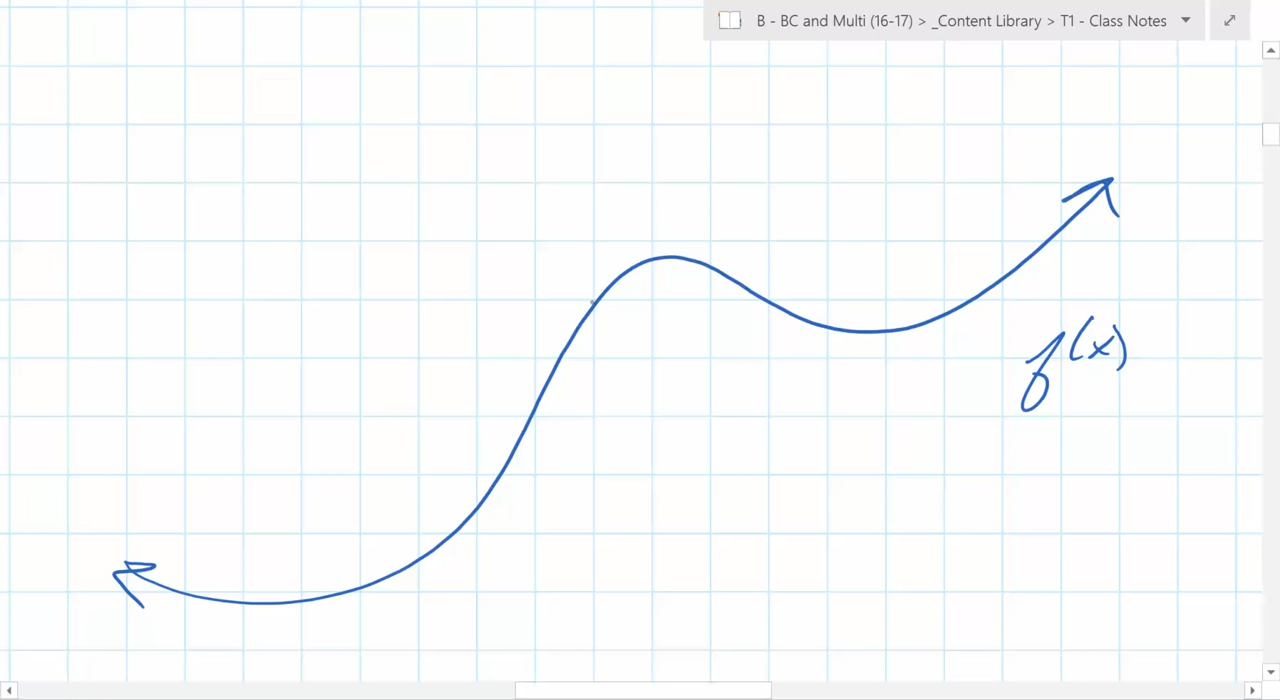 B - BC and Multi (16-17) > _Content Library > T1 - Class Notes
f(x)